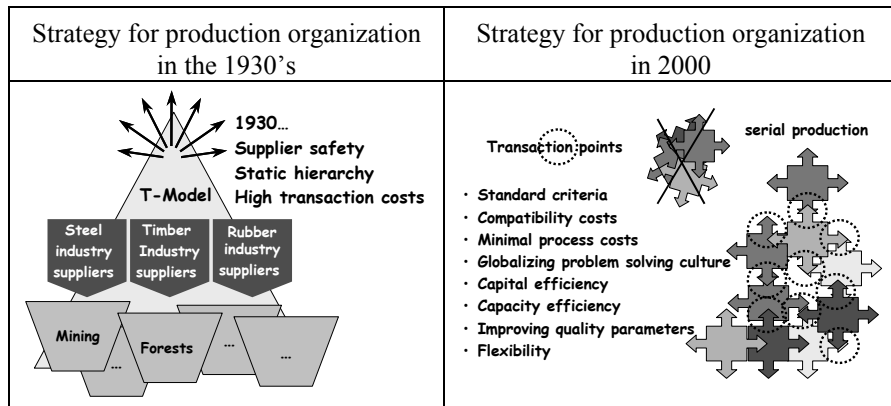 Strategy for production organization
in the 1930's
Strategy for production organization
in 2000
1930...
Supplier safety
Static hierarchy
High transaction costs
T-Model
Steel
industry
suppliers
Timber
Industry
suppliers
Rubber
industry
suppliers
Mining
...
Forests
...
...
Transaction points
serial production
• Standard criteria
• Compatibility costs
• Minimal process costs
• Globalizing problem solving culture
• Capital efficiency
• Capacity efficiency
• Improving quality parameters
• Flexibility